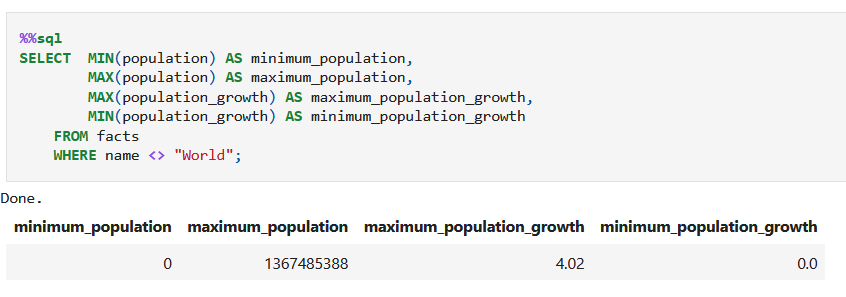 %%sql
SELECT  MIN(population) AS minimum_population,
        MAX(population) AS maximum_population,
        MAX(population_growth) AS maximum_population_growth,
        MIN(population_growth) AS minimum_population_growth
    FROM facts
    WHERE name <> "World";
Done.
minimum_population maximum_population maximum_population_growth minimum_population_growth
0 1367485388 4.02 0.0